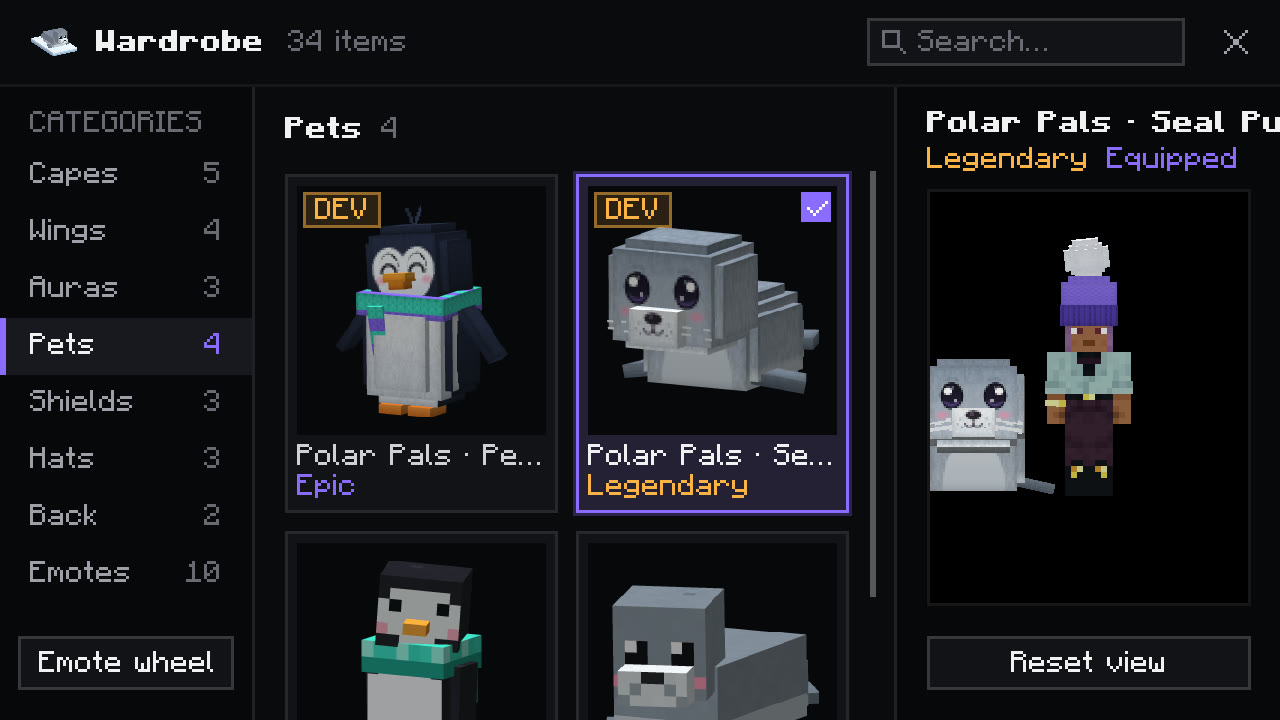 Wardrobe 34 items
Search...
CATEGORIES
Capes 5
Wings 4
Auras 3
Pets 4
Shields 3
Hats 3
Back 2
Emotes 10
Emote wheel
Pets 4
DEV
Polar Pals · Pe...
Epic
DEV
Polar Pals · Se...
Legendary
Polar Pals · Seal Pu
Legendary Equipped
Reset view